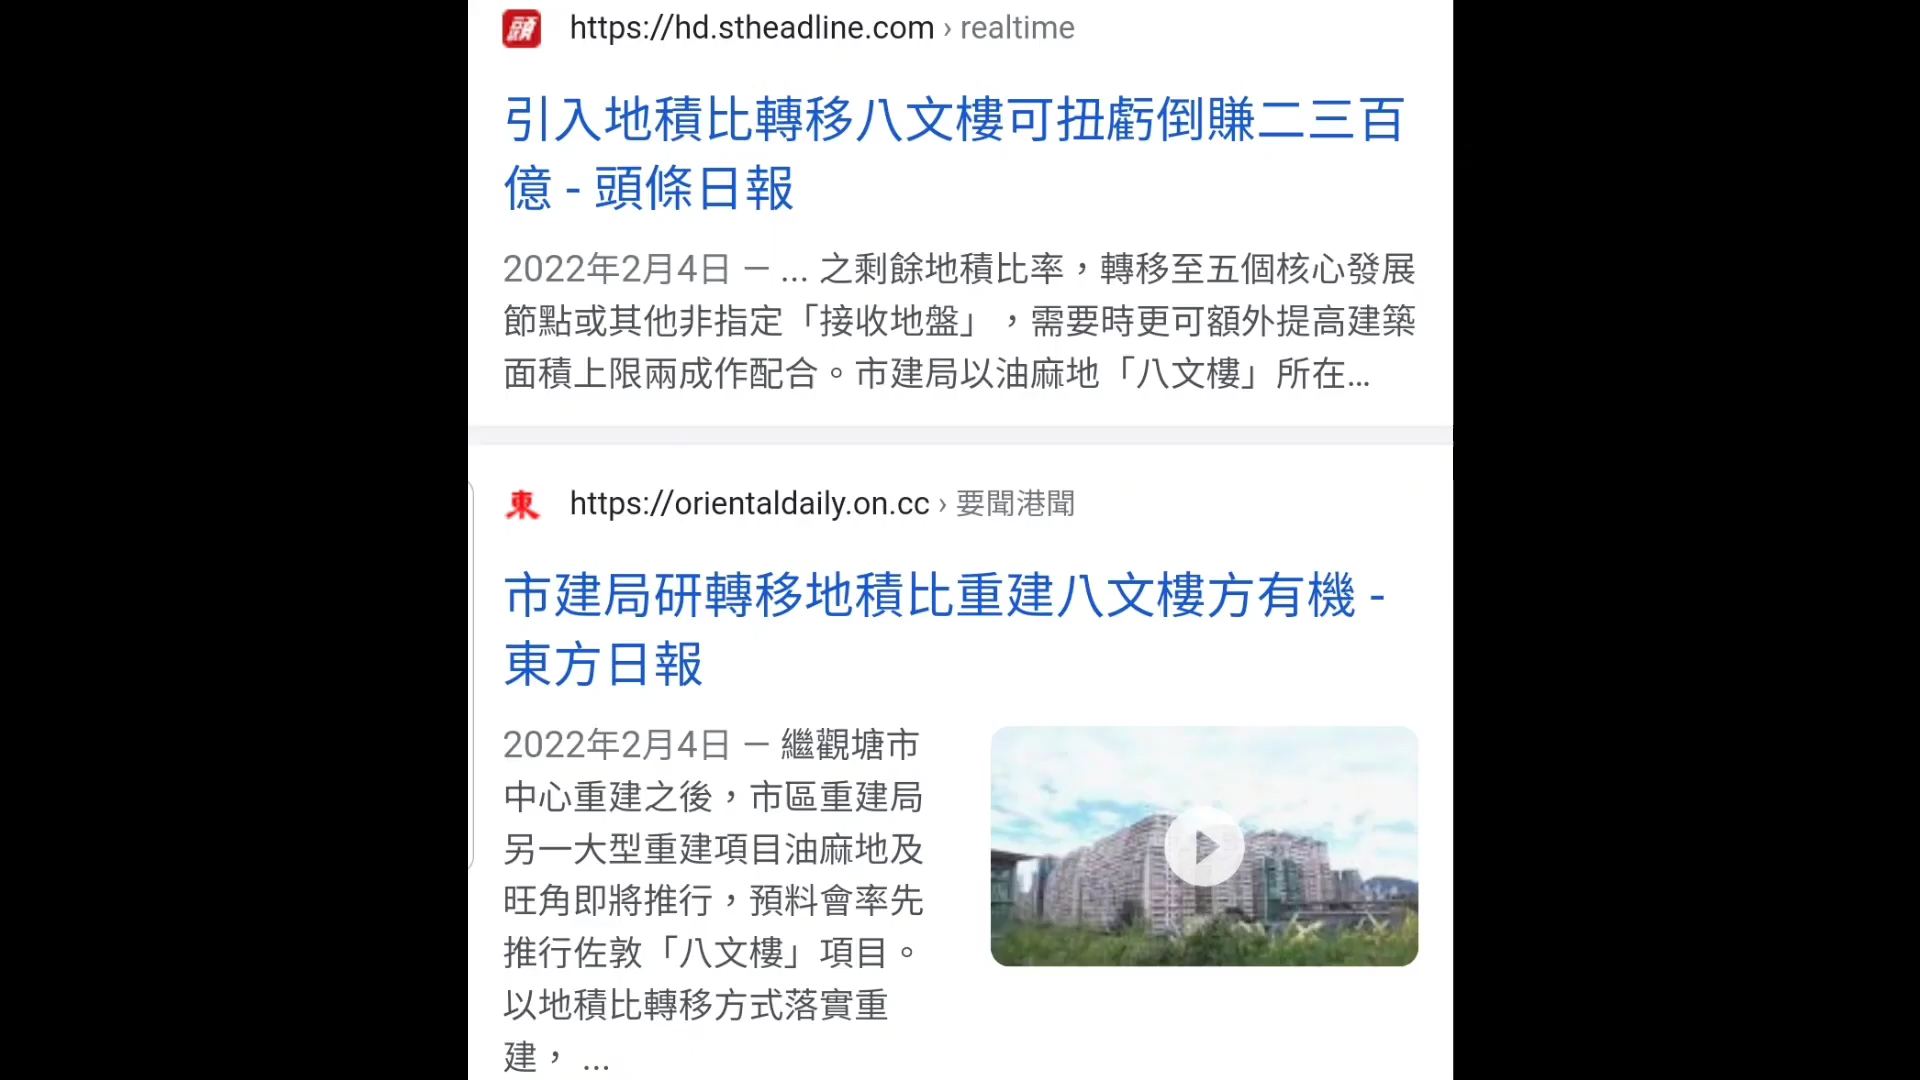 頭
https://hd.stheadline.com › realtime
引入地積比轉移八文樓可扭虧倒賺二三百
億 - 頭條日報
2022年2月4日 — ... 之剩餘地積比率，轉移至五個核心發展
節點或其他非指定「接收地盤」，需要時更可額外提高建築
面積上限兩成作配合。市建局以油麻地「八文樓」所在...
東
https://orientaldaily.on.cc › 要聞港聞
市建局研轉移地積比重建八文樓方有機 -
東方日報
2022年2月4日 — 繼觀塘市
中心重建之後，市區重建局
另一大型重建項目油麻地及
旺角即將推行，預料會率先
推行佐敦「八文樓」項目。
以地積比轉移方式落實重
建， ...